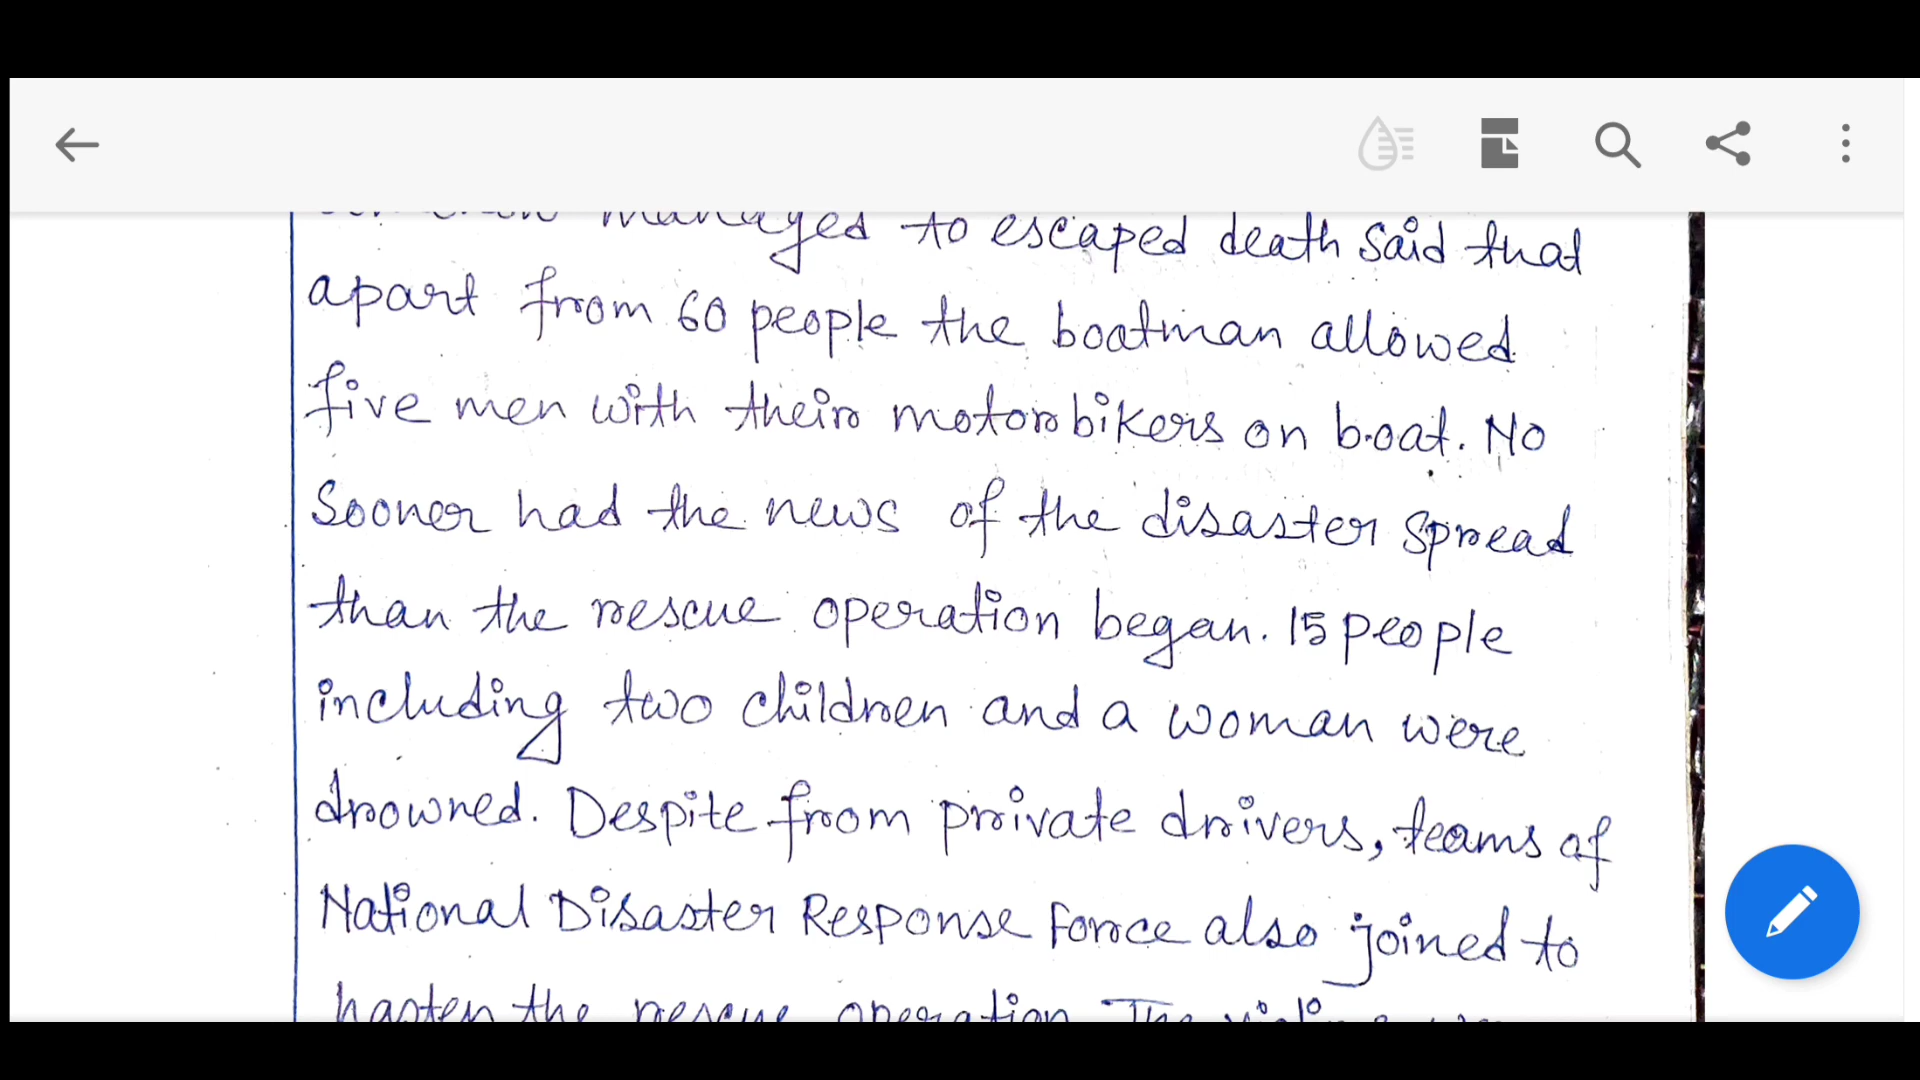 managed to escaped death said that
apart from 60 people the boatman allowed
five men with their motorbikers on boat. No
Sooner had the news of the disaster spread
than the rescue operation began. 15 people
including two children and a woman were
drowned. Despite from private drivers, teams of
National Disaster Response Force also joined to
hasten the rescue operation. The